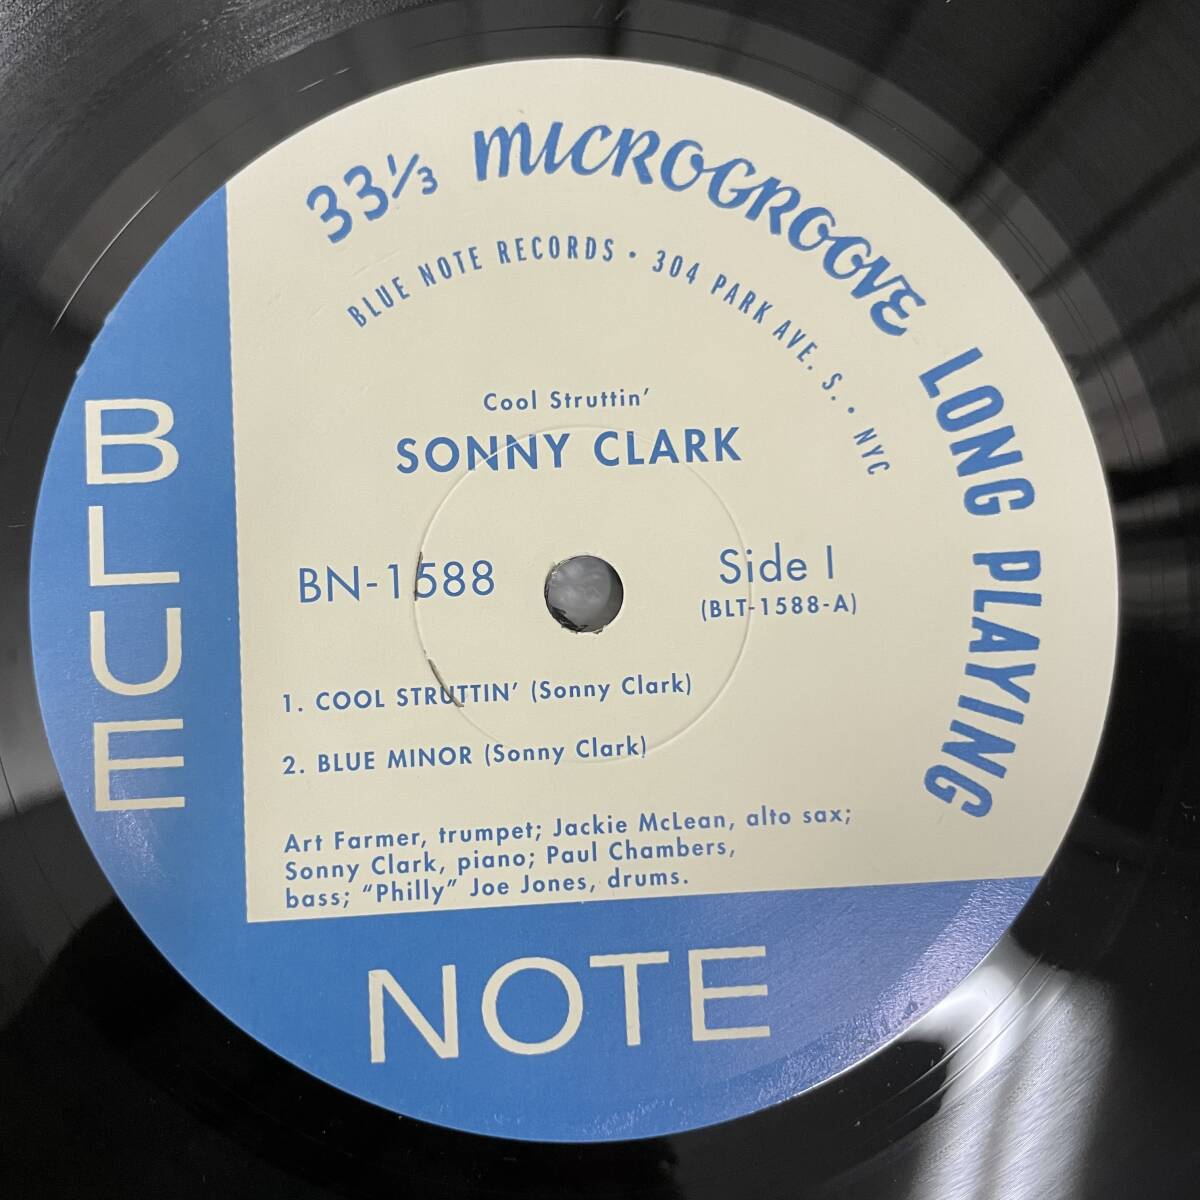 33⅓ MICROGROOVE LONG PLAYING
BLUE NOTE RECORDS • 304 PARK AVE. S. • NYC
Cool Struttin'
SONNY CLARK
BN-1588
Side I
(BLT-1588-A)
1. COOL STRUTTIN' (Sonny Clark)
2. BLUE MINOR (Sonny Clark)
Art Farmer, trumpet; Jackie McLean, alto sax;
Sonny Clark, piano; Paul Chambers,
bass; “Philly” Joe Jones, drums.
BLUE
NOTE